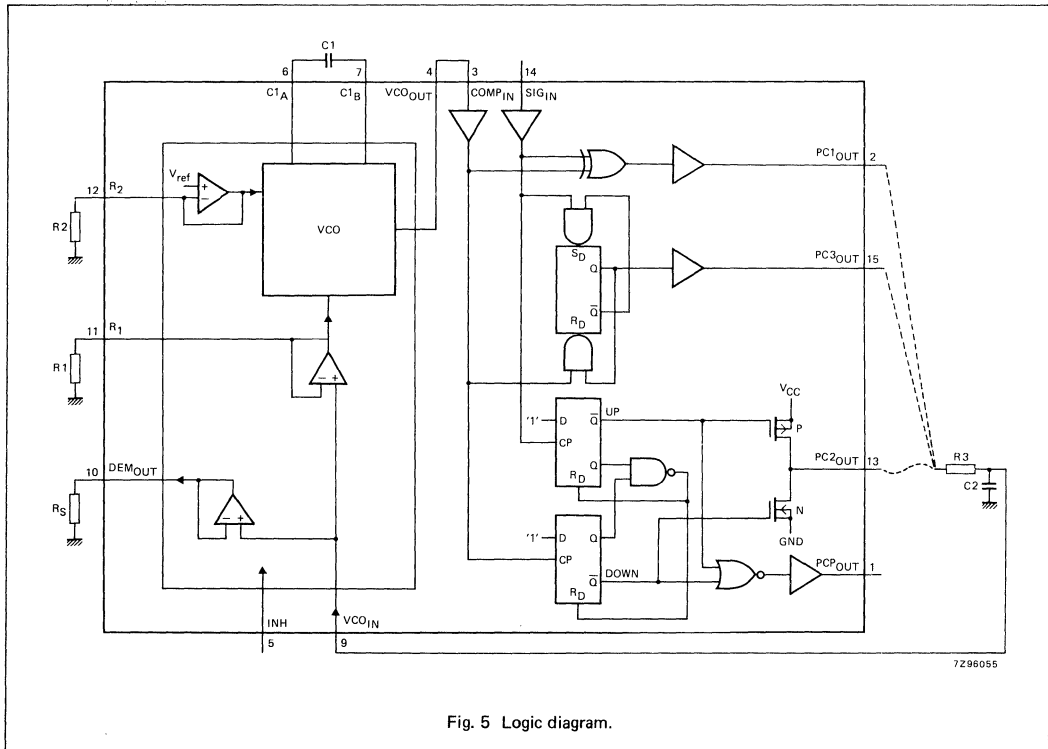 C1
6 7 4 3 14
C1A C1B VCOOUT COMPIN SIGIN
PC1OUT 2
Vref
12 R2
R2
VCO
SD
Q
Q̅
RD
PC3OUT 15
11 R1
R1
VCC
'1' D Q̅ UP
P
CP
Q
RD
PC2OUT 13
R3
C2
10 DEMOUT
RS
N
GND
'1' D Q
CP
Q̅ DOWN
RD
PCPOUT 1
INH VCOIN
5 9
7Z96055
Fig. 5 Logic diagram.